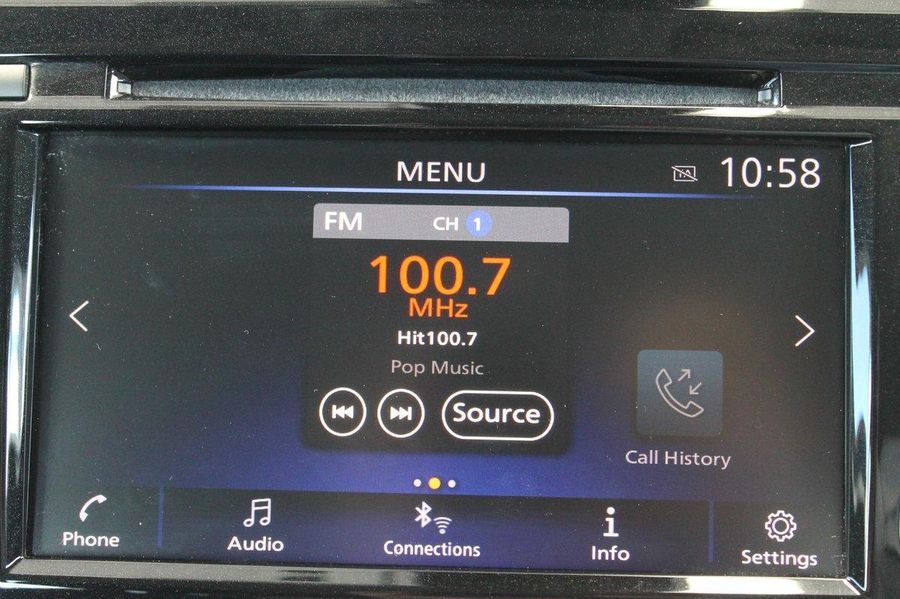 MENU
TA
10:58
FM
CH 1
100.7
MHz
Hit100.7
Pop Music
Source
Call History
Phone
Audio
Connections
Info
Settings